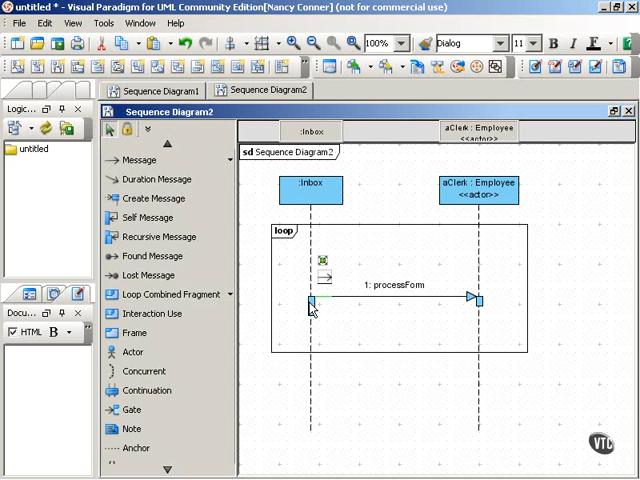 untitled * - Visual Paradigm for UML Community Edition[Nancy Conner] (not for commercial use)
File Edit View Tools Window Help
100% Dialog 11 B I F
Sequence Diagram1 Sequence Diagram2
Logic...
untitled
Sequence Diagram2
Message
Duration Message
Create Message
Self Message
Recursive Message
Found Message
Lost Message
Loop Combined Fragment
Interaction Use
Frame
Actor
Concurrent
Continuation
Gate
Note
Anchor
Docu...
HTML B
:Inbox
aClerk : Employee
<<actor>>
sd Sequence Diagram2
:Inbox
aClerk : Employee
<<actor>>
loop
1: processForm
VTC